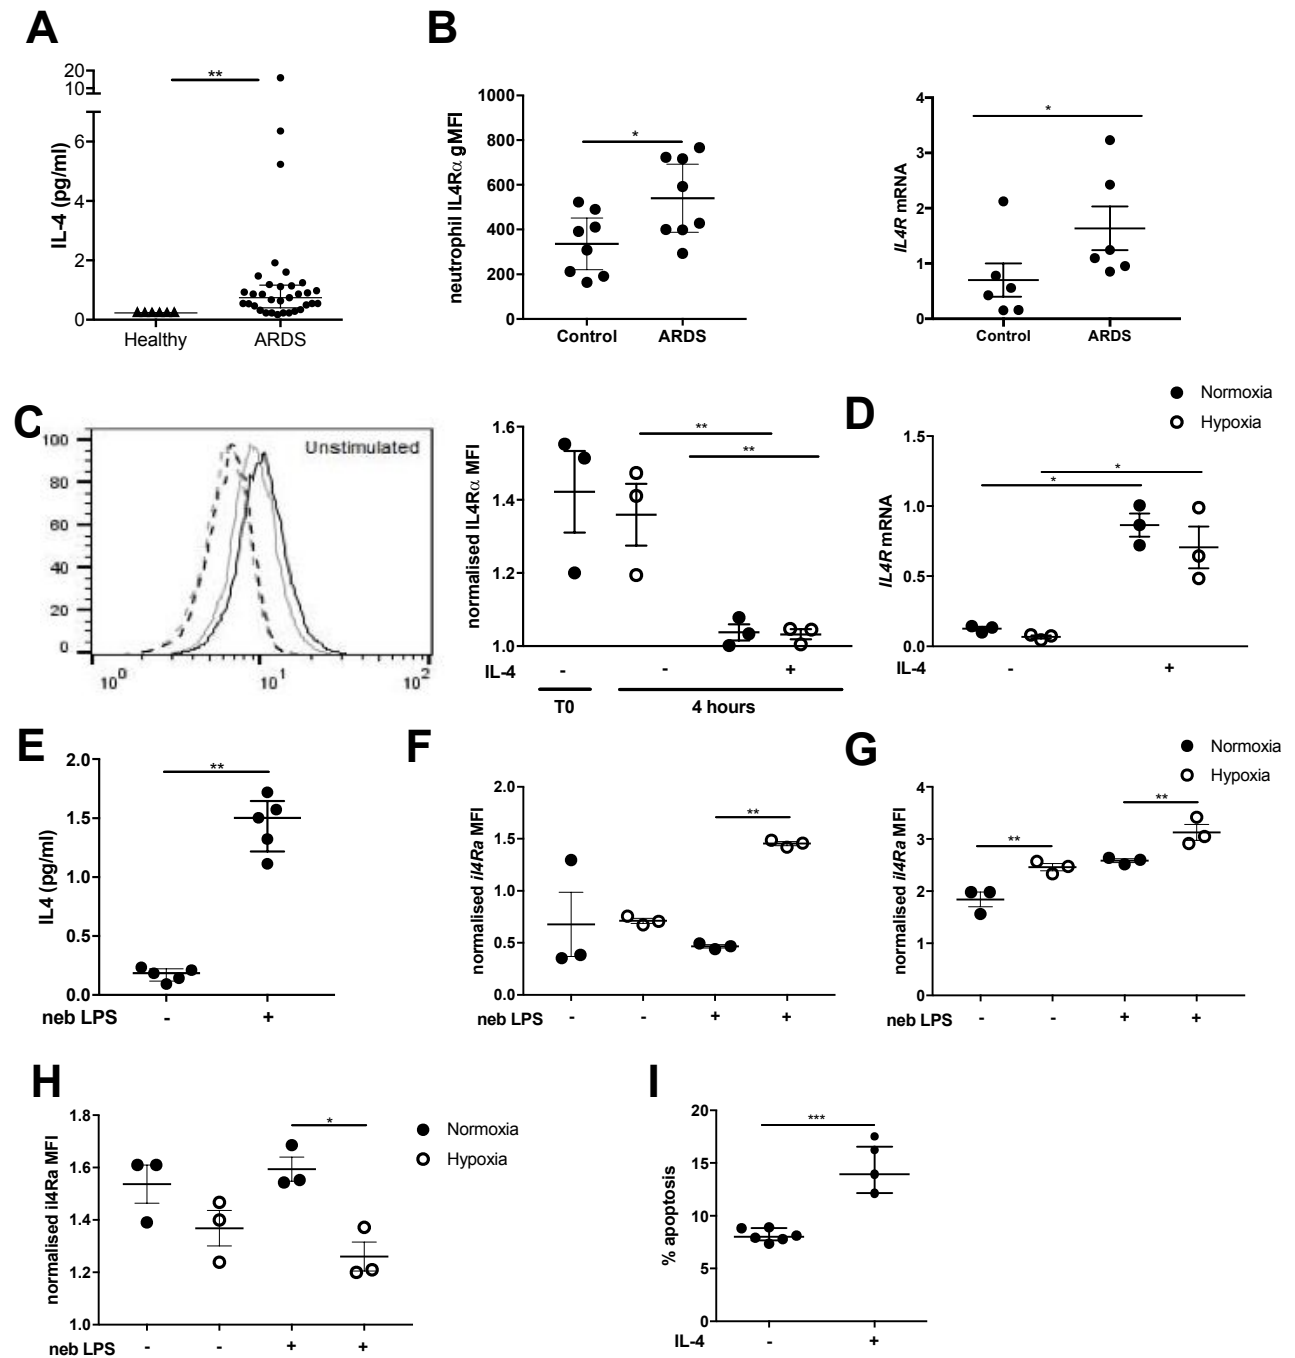 A
B
IL-4 (pg/ml)
20
10
6
4
2
0
**
Healthy
ARDS
neutrophil IL4Rα gMFI
1000
800
600
400
200
0
*
Control
ARDS
IL4R mRNA
4
3
2
1
0
*
Control
ARDS
C
100
80
60
40
20
0
Unstimulated
10⁰
10¹
10²
normalised IL4Rα MFI
1.6
1.4
1.2
1.0
**
**
IL-4 - - +
T0 4 hours
D
Normoxia
Hypoxia
IL4R mRNA
1.5
1.0
0.5
0.0
*
*
IL-4 - +
E
IL4 (pg/ml)
2.0
1.5
1.0
0.5
0.0
**
neb LPS - +
F
normalised il4Ra MFI
2.0
1.5
1.0
0.5
0.0
**
neb LPS - - + +
G
Normoxia
Hypoxia
normalised il4Ra MFI
4
3
2
1
0
**
**
neb LPS - - + +
H
normalised il4Ra MFI
1.8
1.6
1.4
1.2
1.0
*
Normoxia
Hypoxia
neb LPS - - + +
I
% apoptosis
20
15
10
5
0
***
IL-4 - +